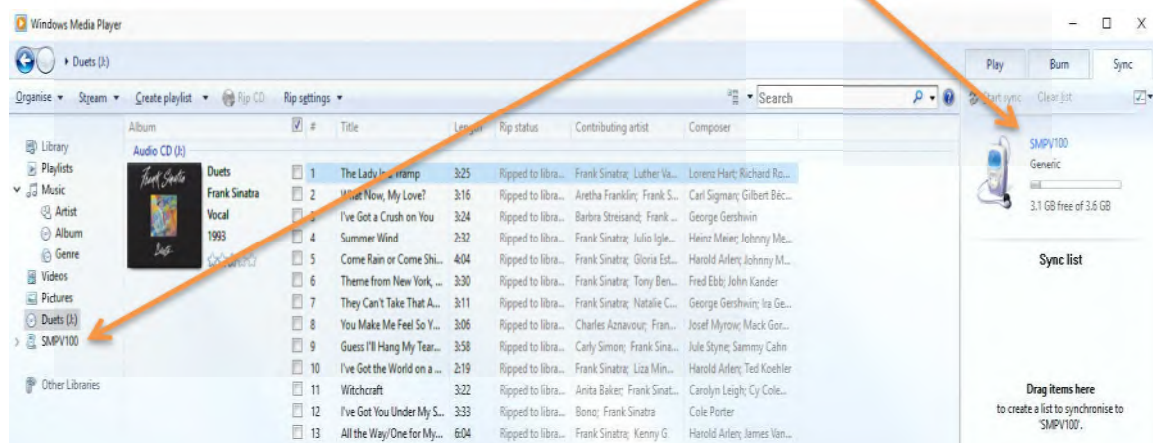 Windows Media Player
Duets (J:)
Play Burn Sync
Organise Stream Create playlist Rip CD Rip settings Search Start sync Clear list
Album # Title Length Rip status Contributing artist Composer
Library
Playlists
Music
Artist
Album
Genre
Videos
Pictures
Duets (J:)
SMPV100
Other Libraries
Audio CD (J:)
Frank Sinatra
Duets
Duets
Frank Sinatra
Vocal
1993
1 The Lady Is a Tramp 3:25 Ripped to libra... Frank Sinatra; Luther Va... Lorenz Hart; Richard Ro...
2 What Now, My Love? 3:16 Ripped to libra... Aretha Franklin; Frank S... Carl Sigman; Gilbert Béc...
3 I've Got a Crush on You 3:24 Ripped to libra... Barbra Streisand; Frank ... George Gershwin
4 Summer Wind 2:32 Ripped to libra... Frank Sinatra; Julio Igle... Heinz Meier; Johnny Me...
5 Come Rain or Come Shi... 4:04 Ripped to libra... Frank Sinatra; Gloria Est... Harold Arlen; Johnny M...
6 Theme from New York, ... 3:30 Ripped to libra... Frank Sinatra; Tony Ben... Fred Ebb; John Kander
7 They Can't Take That A... 3:11 Ripped to libra... Frank Sinatra; Natalie C... George Gershwin; Ira Ge...
8 You Make Me Feel So Y... 3:06 Ripped to libra... Charles Aznavour; Fran... Josef Myrow; Mack Gor...
9 Guess I'll Hang My Tear... 3:58 Ripped to libra... Carly Simon; Frank Sina... Jule Styne; Sammy Cahn
10 I've Got the World on a ... 2:19 Ripped to libra... Frank Sinatra; Liza Min... Harold Arlen; Ted Koehler
11 Witchcraft 3:22 Ripped to libra... Anita Baker; Frank Sinat... Carolyn Leigh; Cy Cole...
12 I've Got You Under My S... 3:33 Ripped to libra... Bono; Frank Sinatra Cole Porter
13 All the Way/One for My... 6:04 Ripped to libra... Frank Sinatra; Kenny G Harold Arlen; James Van...
SMPV100
Generic
3.1 GB free of 3.6 GB
Sync list
Drag items here
to create a list to synchronise to
'SMPV100'.